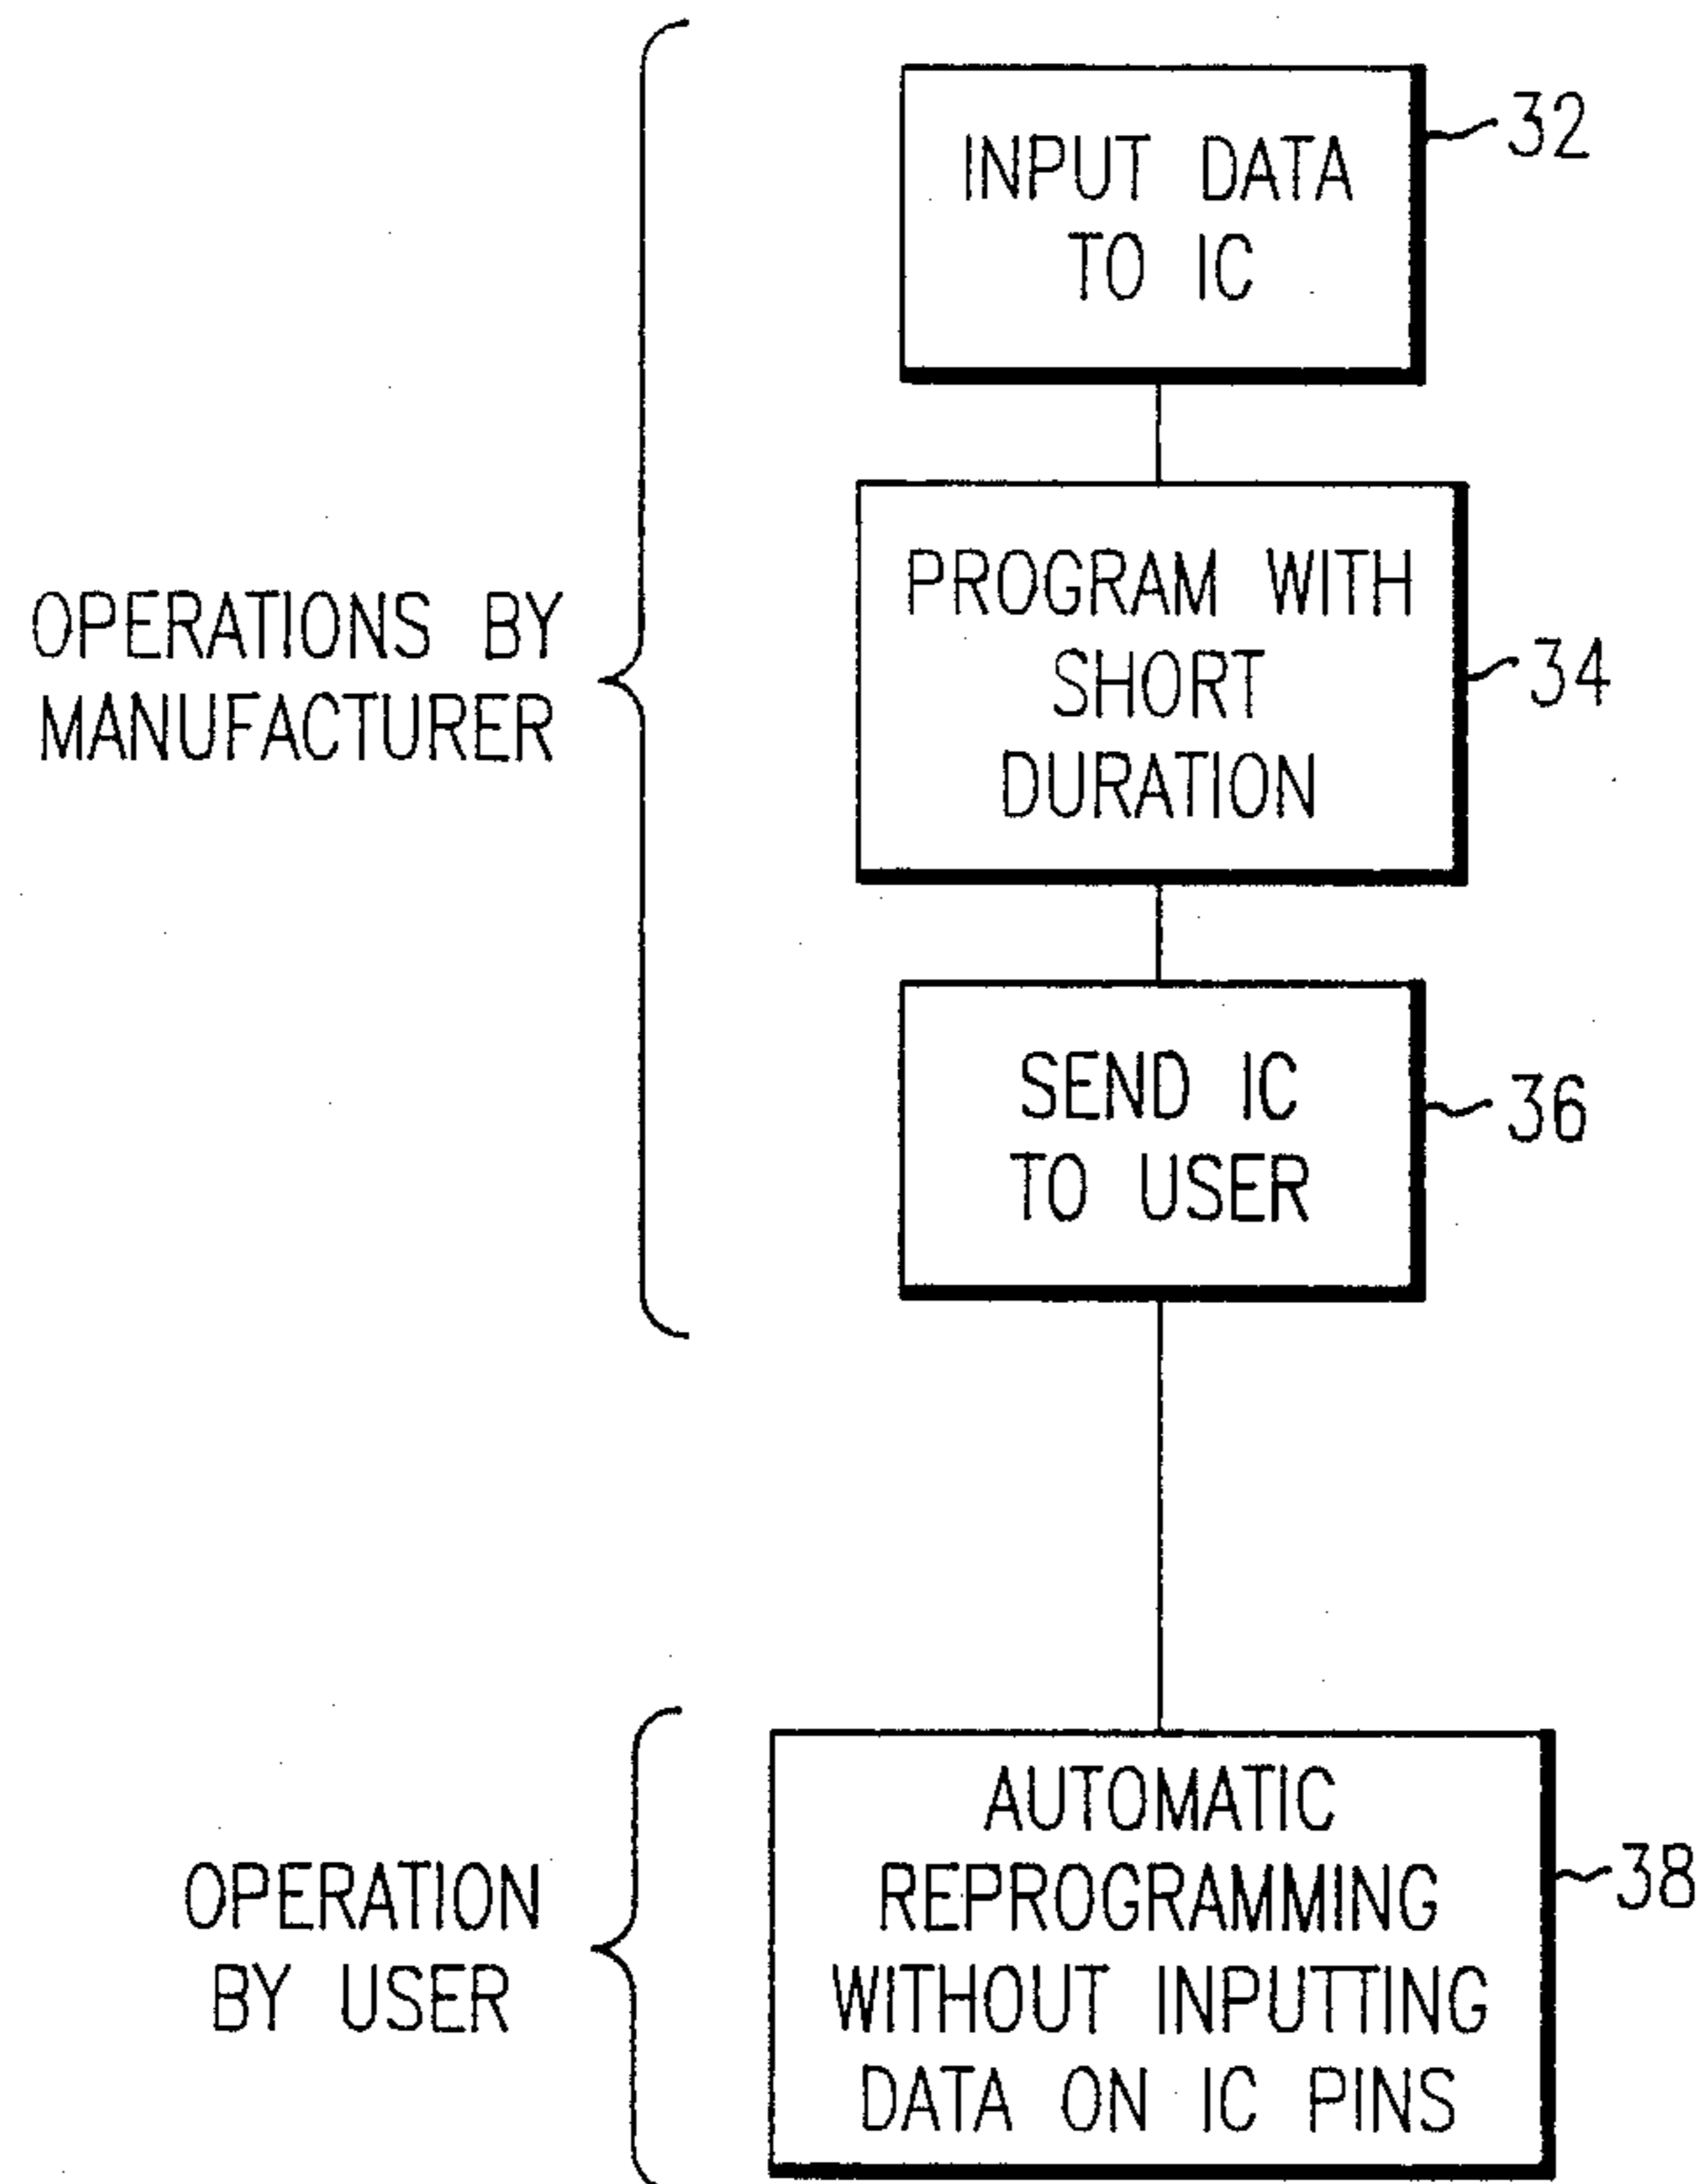 INPUT DATA
TO IC
32
OPERATIONS BY
MANUFACTURER
PROGRAM WITH
SHORT
DURATION
34
SEND IC
TO USER
36
OPERATION
BY USER
AUTOMATIC
REPROGRAMMING
WITHOUT INPUTTING
DATA ON IC PINS
38